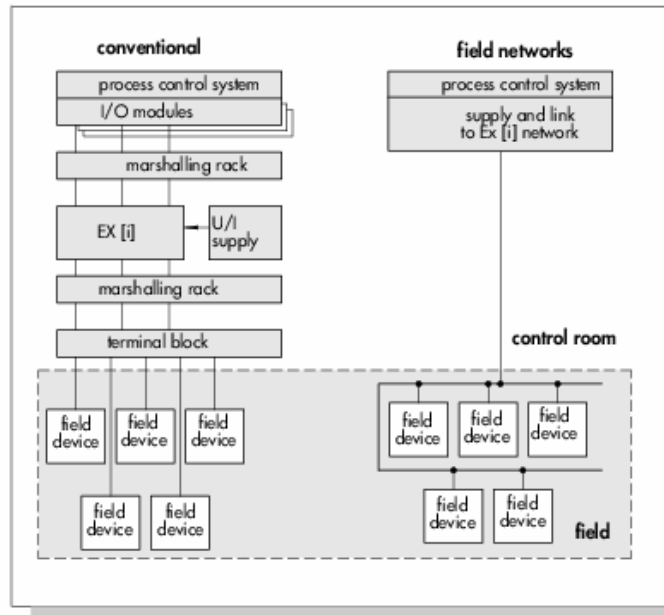 conventional
process control system
I/O modules
marshalling rack
EX [i]
U/I
supply
marshalling rack
terminal block
field
device
field
device
field
device
field
device
field
device
field networks
process control system
supply and link
to Ex [i] network
control room
field
device
field
device
field
device
field
device
field
device
field